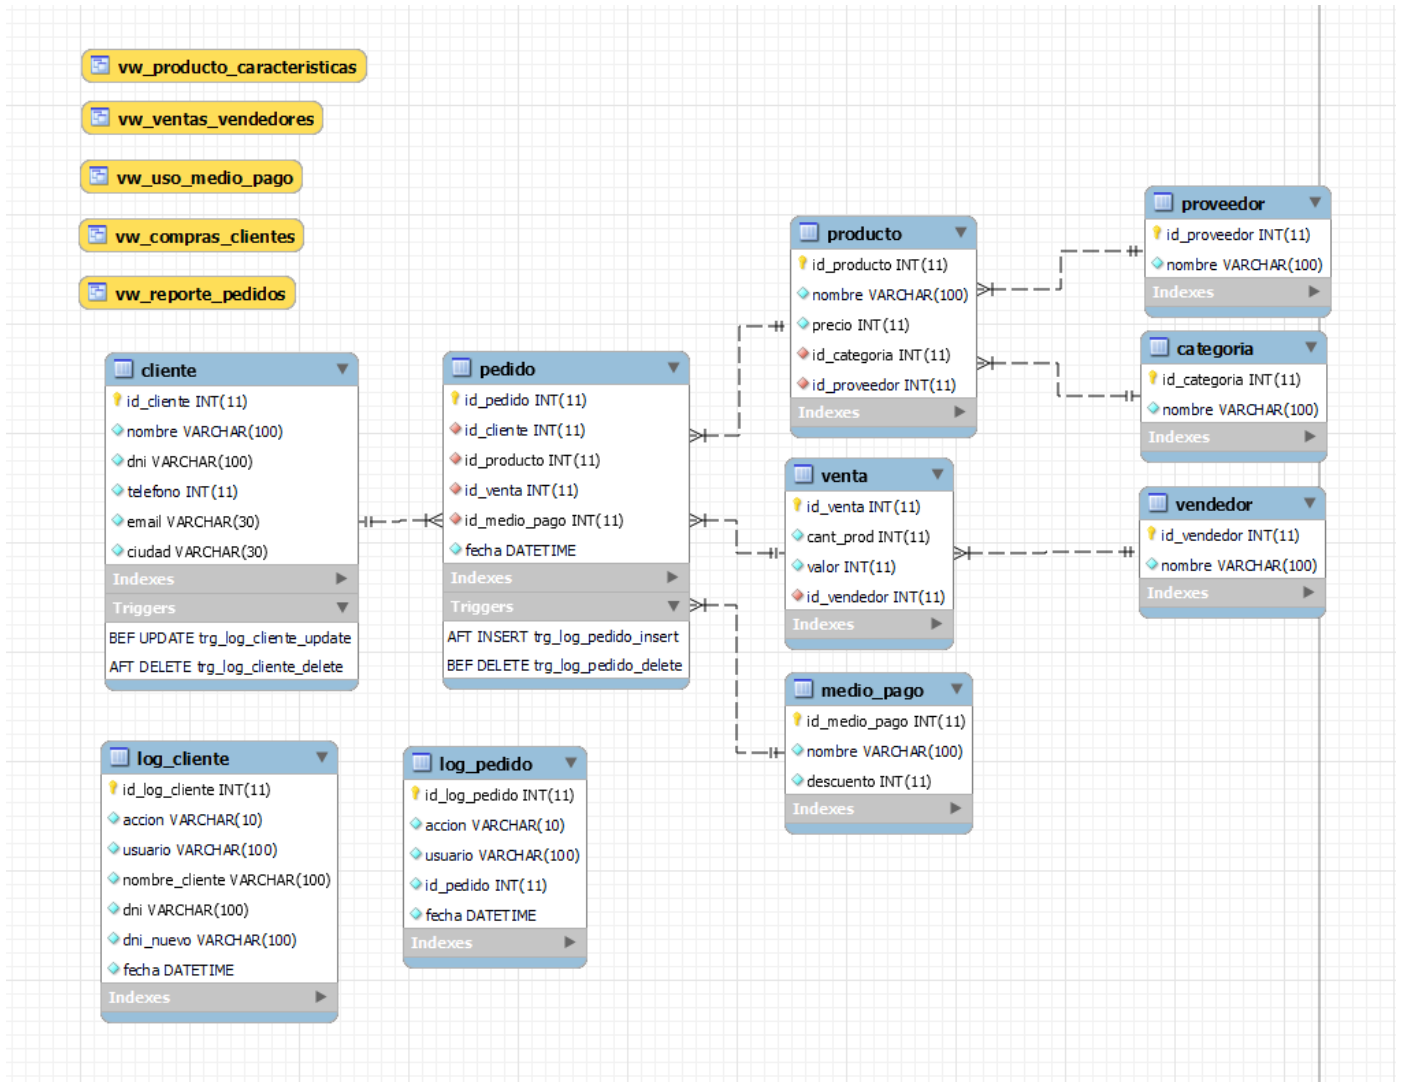 vw_producto_caracteristicas
vw_ventas_vendedores
vw_uso_medio_pago
vw_compras_clientes
vw_reporte_pedidos
cliente
id_cliente INT(11)
nombre VARCHAR(100)
dni VARCHAR(100)
telefono INT(11)
email VARCHAR(30)
ciudad VARCHAR(30)
Indexes
Triggers
BEF UPDATE trg_log_cliente_update
AFT DELETE trg_log_cliente_delete
pedido
id_pedido INT(11)
id_cliente INT(11)
id_producto INT(11)
id_venta INT(11)
id_medio_pago INT(11)
fecha DATETIME
Indexes
Triggers
AFT INSERT trg_log_pedido_insert
BEF DELETE trg_log_pedido_delete
producto
id_producto INT(11)
nombre VARCHAR(100)
precio INT(11)
id_categoria INT(11)
id_proveedor INT(11)
Indexes
proveedor
id_proveedor INT(11)
nombre VARCHAR(100)
Indexes
categoria
id_categoria INT(11)
nombre VARCHAR(100)
Indexes
venta
id_venta INT(11)
cant_prod INT(11)
valor INT(11)
id_vendedor INT(11)
Indexes
vendedor
id_vendedor INT(11)
nombre VARCHAR(100)
Indexes
medio_pago
id_medio_pago INT(11)
nombre VARCHAR(100)
descuento INT(11)
Indexes
log_cliente
id_log_cliente INT(11)
accion VARCHAR(10)
usuario VARCHAR(100)
nombre_cliente VARCHAR(100)
dni VARCHAR(100)
dni_nuevo VARCHAR(100)
fecha DATETIME
Indexes
log_pedido
id_log_pedido INT(11)
accion VARCHAR(10)
usuario VARCHAR(100)
id_pedido INT(11)
fecha DATETIME
Indexes